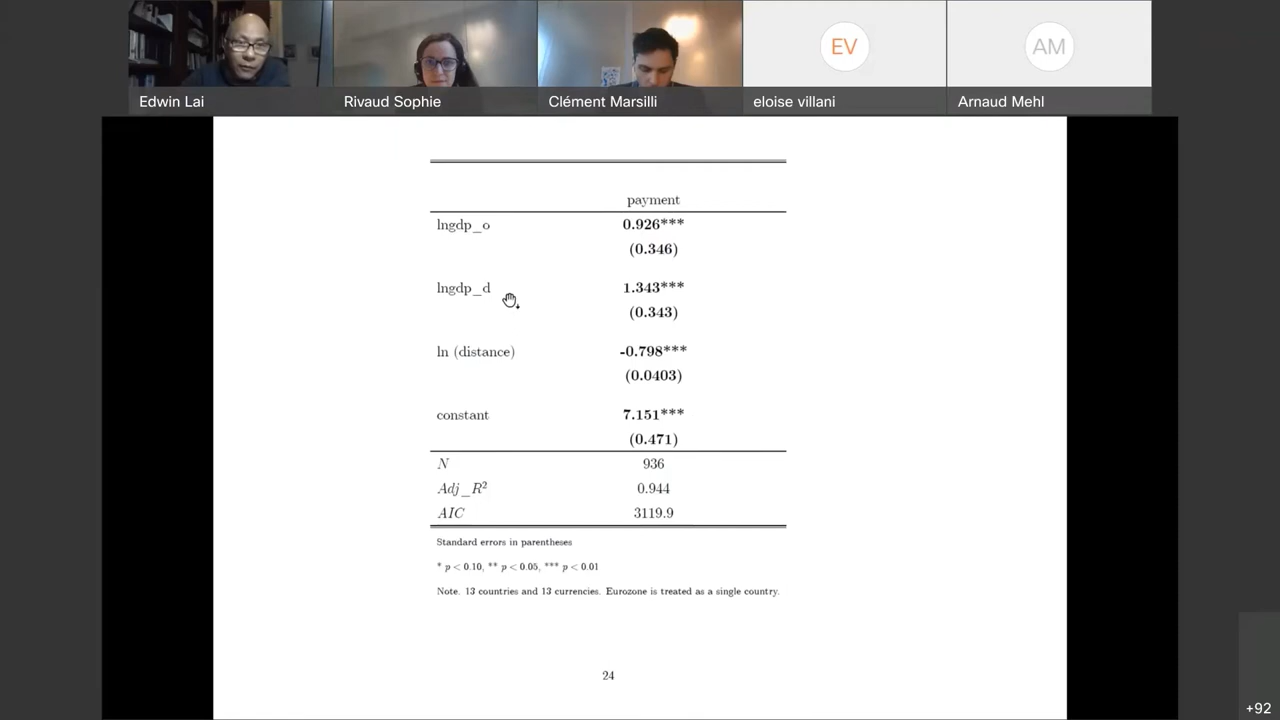 EV
AM
Edwin Lai
Rivaud Sophie
Clément Marsilli
eloise villani
Arnaud Mehl
payment
lngdp_o 0.926***
(0.346)
lngdp_d 1.343***
(0.343)
ln (distance) -0.798***
(0.0403)
constant 7.151***
(0.471)
N 936
Adj_R² 0.944
AIC 3119.9
Standard errors in parentheses
* p < 0.10, ** p < 0.05, *** p < 0.01
Note. 13 countries and 13 currencies. Eurozone is treated as a single country.
24
+92